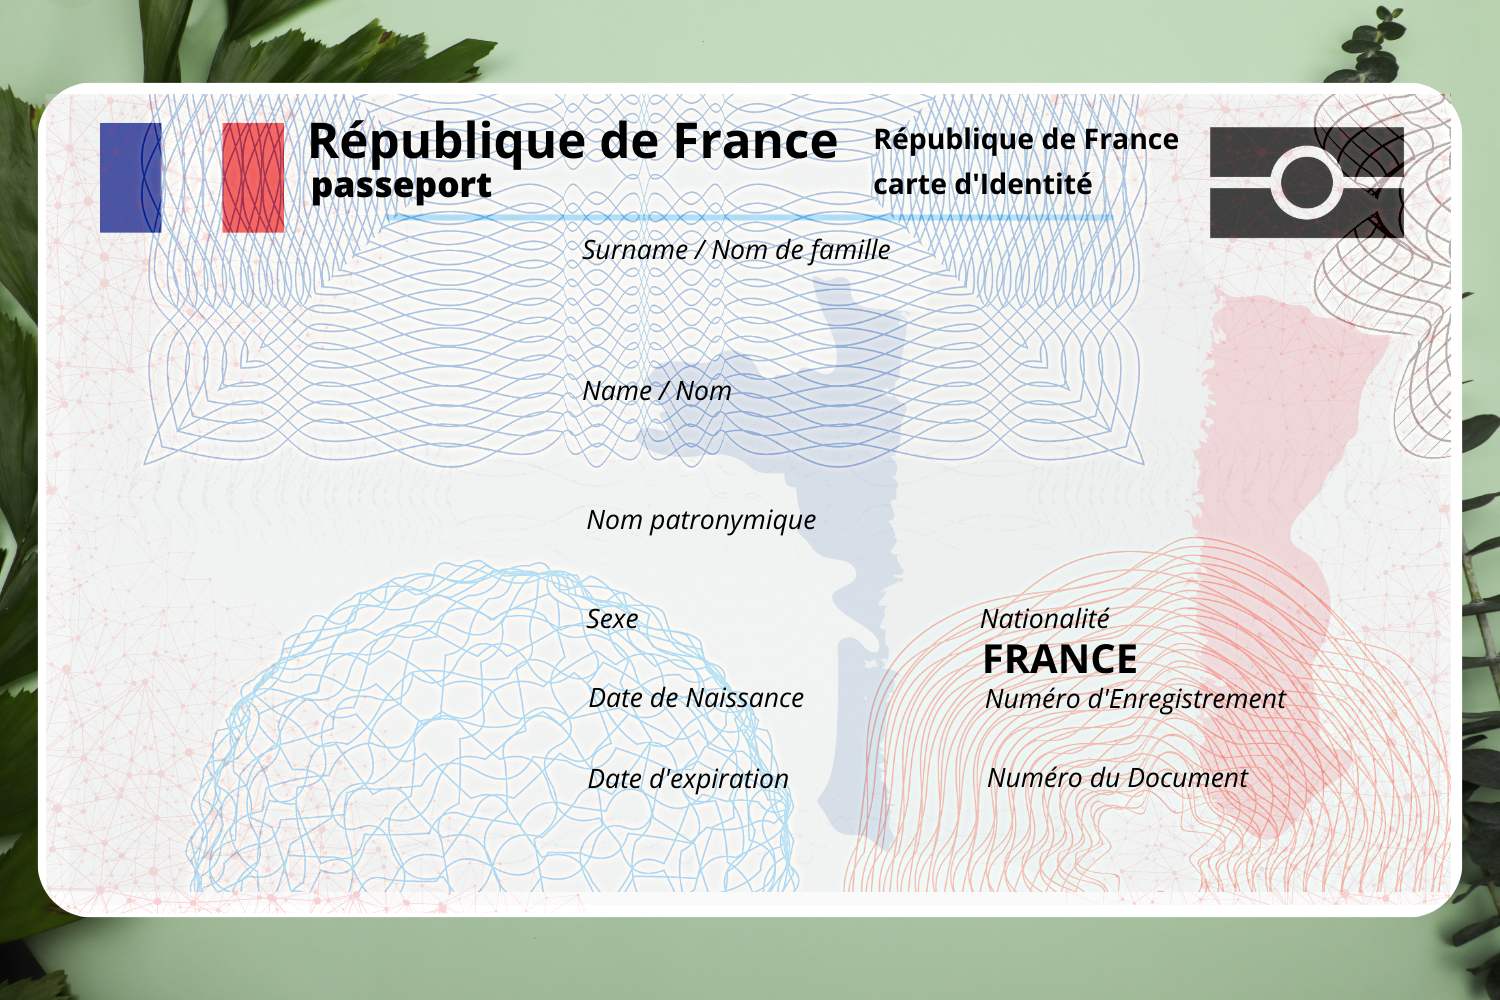 République de France
passeport
République de France
carte d'Identité
Surname / Nom de famille
Name / Nom
Nom patronymique
Sexe
Nationalité
FRANCE
Date de Naissance
Numéro d'Enregistrement
Date d'expiration
Numéro du Document